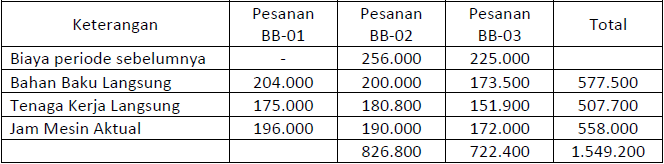 Keterangan Pesanan BB-01 Pesanan BB-02 Pesanan BB-03 Total
Biaya periode sebelumnya - 256.000 225.000
Bahan Baku Langsung 204.000 200.000 173.500 577.500
Tenaga Kerja Langsung 175.000 180.800 151.900 507.700
Jam Mesin Aktual 196.000 190.000 172.000 558.000
826.800 722.400 1.549.200